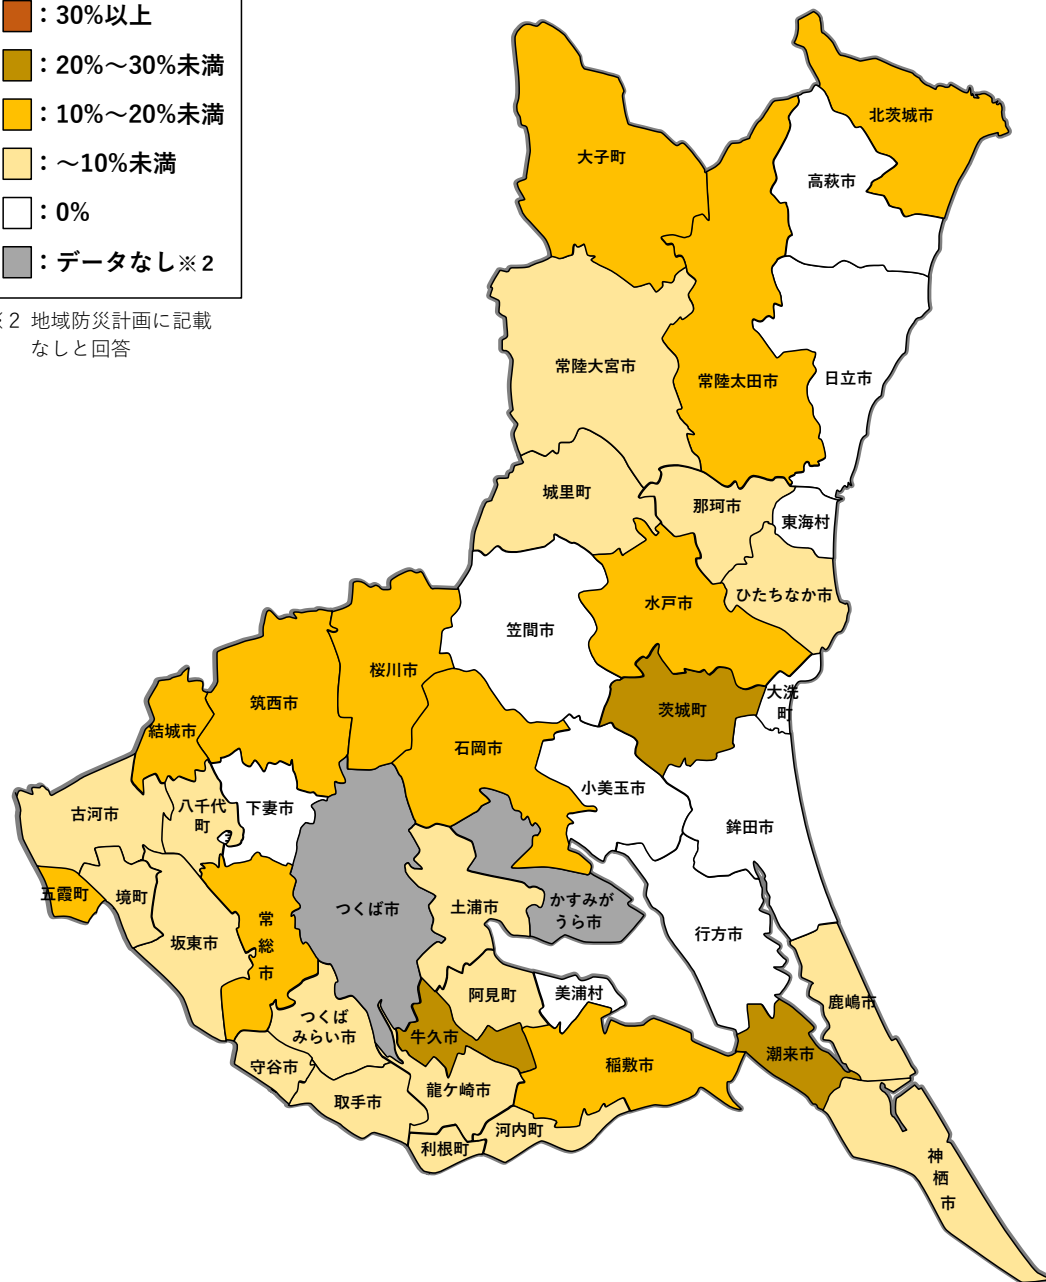 ：30%以上
：20%～30%未満
：10%～20%未満
：～10%未満
：0%
：データなし※２
※２ 地域防災計画に記載
なしと回答
北茨城市
大子町
高萩市
常陸大宮市
常陸太田市
日立市
城里町
那珂市
東海村
ひたちなか市
水戸市
笠間市
桜川市
筑西市
茨城町
大洗
町
結城市
石岡市
小美玉市
古河市
八千代
町
下妻市
鉾田市
五霞町
境町
つくば市
土浦市
かすみが
うら市
常
総
市
坂東市
行方市
阿見町
美浦村
鹿嶋市
つくば
みらい市
牛久市
潮来市
守谷市
稲敷市
龍ケ崎市
取手市
河内町
利根町
神
栖
市